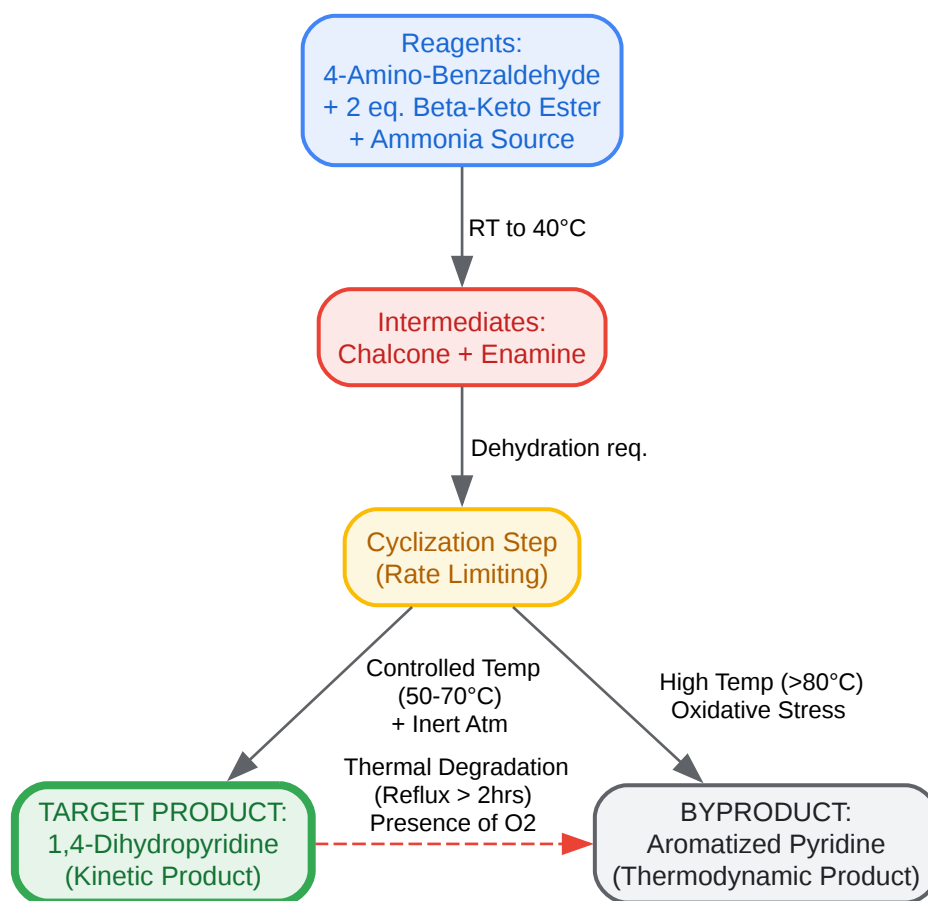 Reagents:
4-Amino-Benzaldehyde
+ 2 eq. Beta-Keto Ester
+ Ammonia Source
RT to 40°C
Intermediates:
Chalcone + Enamine
Dehydration req.
Cyclization Step
(Rate Limiting)
Controlled Temp
(50-70°C)
+ Inert Atm
High Temp (>80°C)
Oxidative Stress
Thermal Degradation
(Reflux > 2hrs)
Presence of O2
TARGET PRODUCT:
1,4-Dihydropyridine
(Kinetic Product)
BYPRODUCT:
Aromatized Pyridine
(Thermodynamic Product)